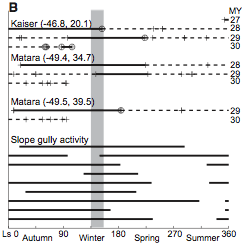 B
MY
Kaiser (-46.8, 20.1)
27
28
29
30
Matara (-49.4, 34.7)
28
29
30
Matara (-49.5, 39.5)
29
30
Slope gully activity
Ls 0 90 180 270 360
Autumn Winter Spring Summer